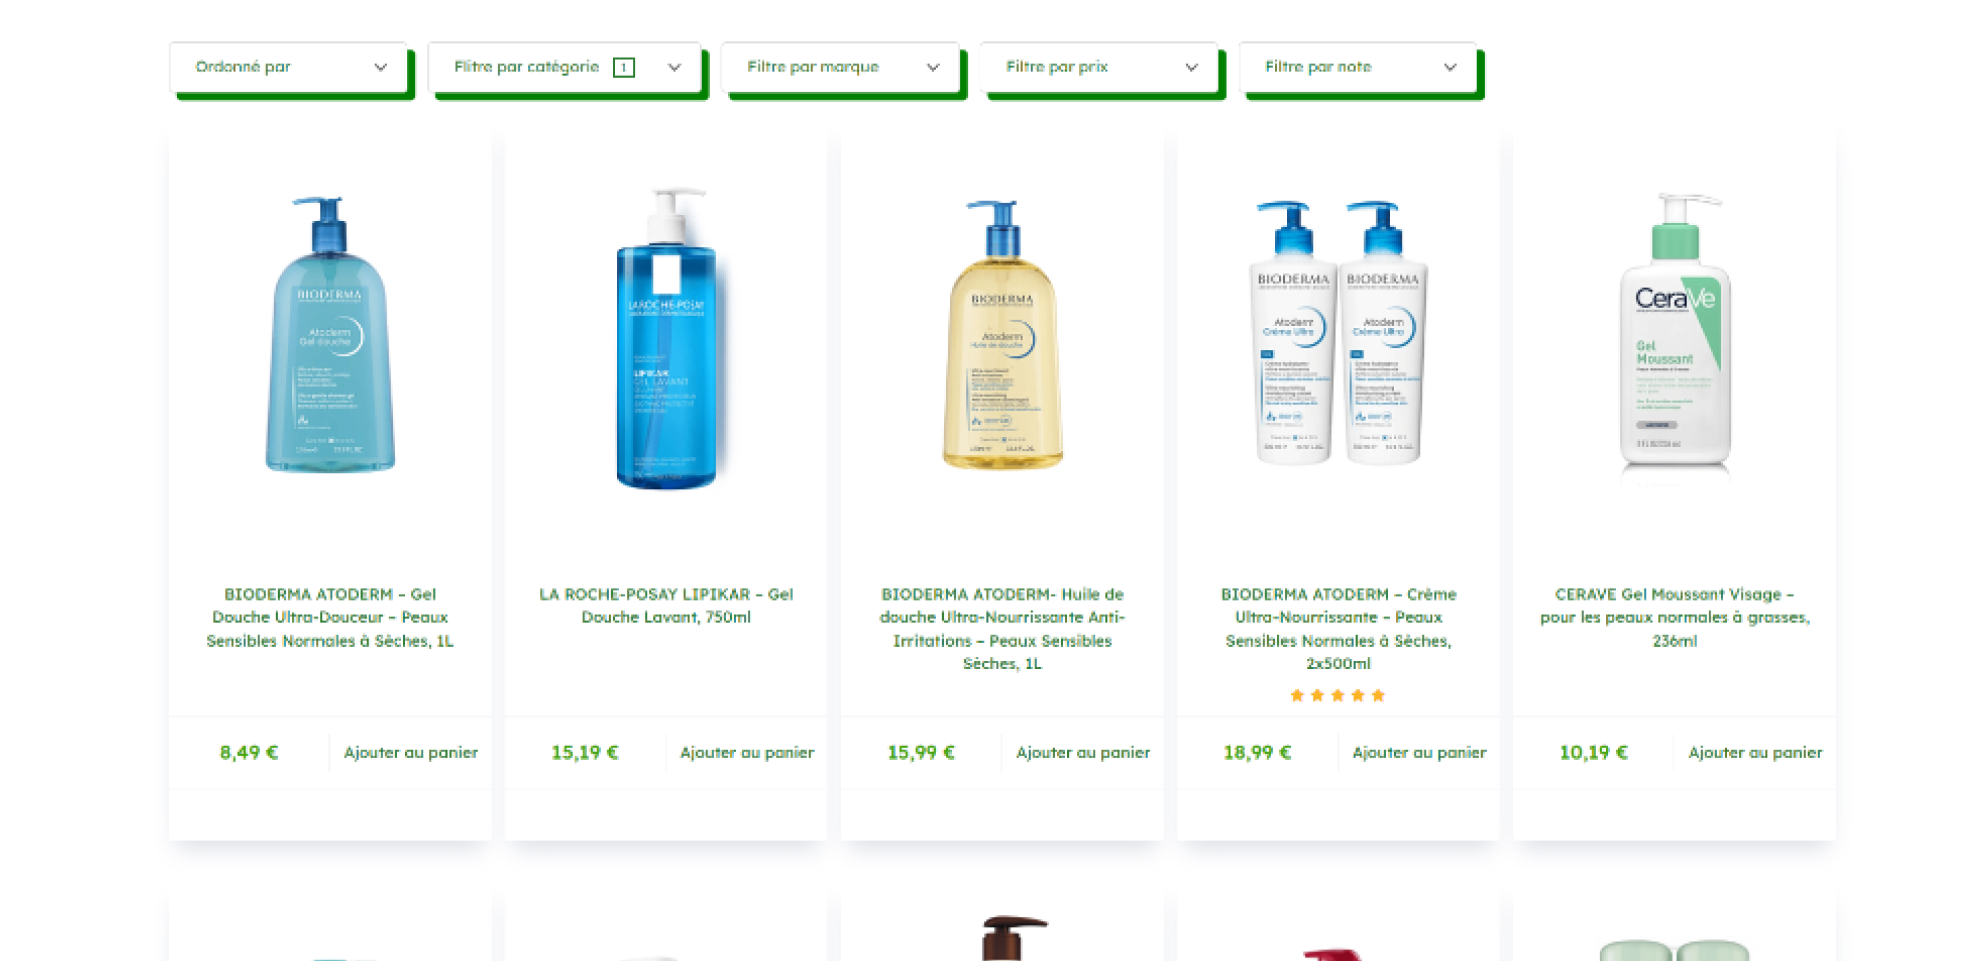 Ordonné par
Flitre par catégorie 1
Filtre par marque
Filtre par prix
Filtre par note
BIODERMA
Atoderm
Gel douche
LA ROCHE-POSAY
LIPIKAR
GEL LAVANT
BIODERMA
Atoderm
Huile de douche
BIODERMA
Atoderm
Crème Ultra
BIODERMA
Atoderm
Crème Ultra
CeraVe
Gel
Moussant
BIODERMA ATODERM – Gel
Douche Ultra-Douceur – Peaux
Sensibles Normales à Sèches, 1L
LA ROCHE-POSAY LIPIKAR – Gel
Douche Lavant, 750ml
BIODERMA ATODERM- Huile de
douche Ultra-Nourrissante Anti-
Irritations – Peaux Sensibles
Sèches, 1L
BIODERMA ATODERM – Crème
Ultra-Nourrissante – Peaux
Sensibles Normales à Sèches,
2x500ml
CERAVE Gel Moussant Visage –
pour les peaux normales à grasses,
236ml
8,49 €
Ajouter au panier
15,19 €
Ajouter au panier
15,99 €
Ajouter au panier
18,99 €
Ajouter au panier
10,19 €
Ajouter au panier